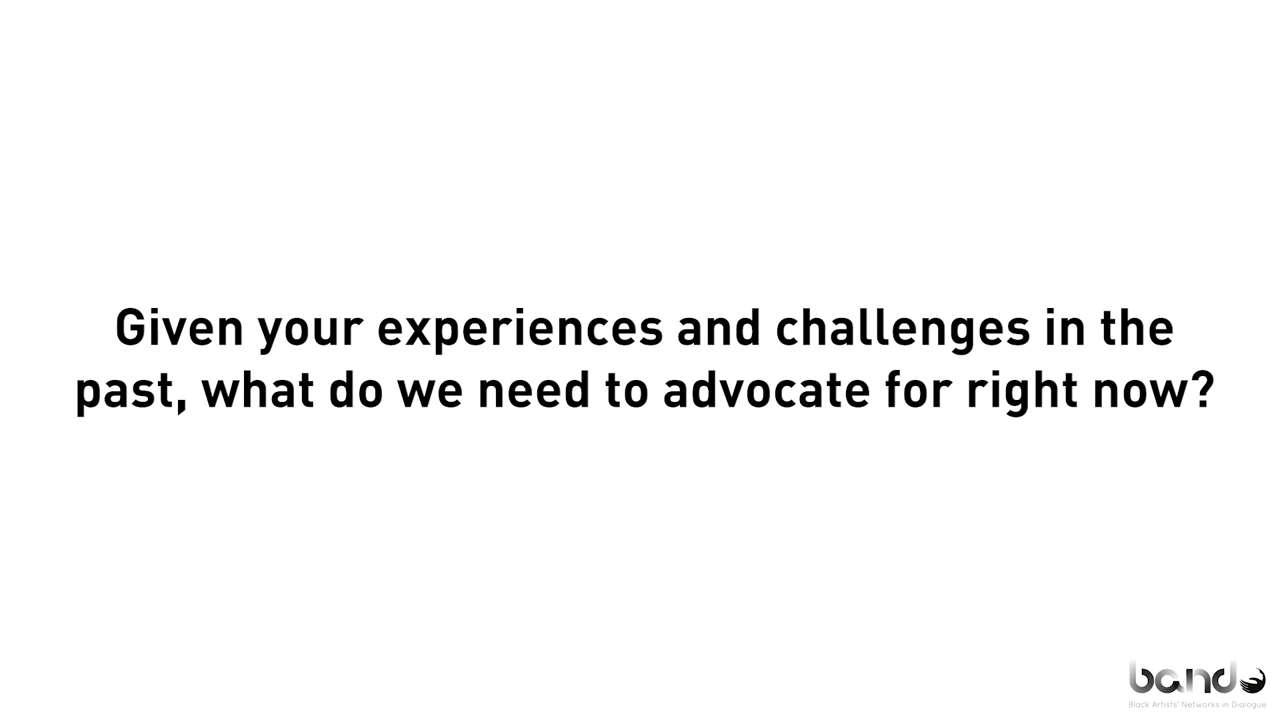 Given your experiences and challenges in the
past, what do we need to advocate for right now?
band
Black Artists' Networks in Dialogue